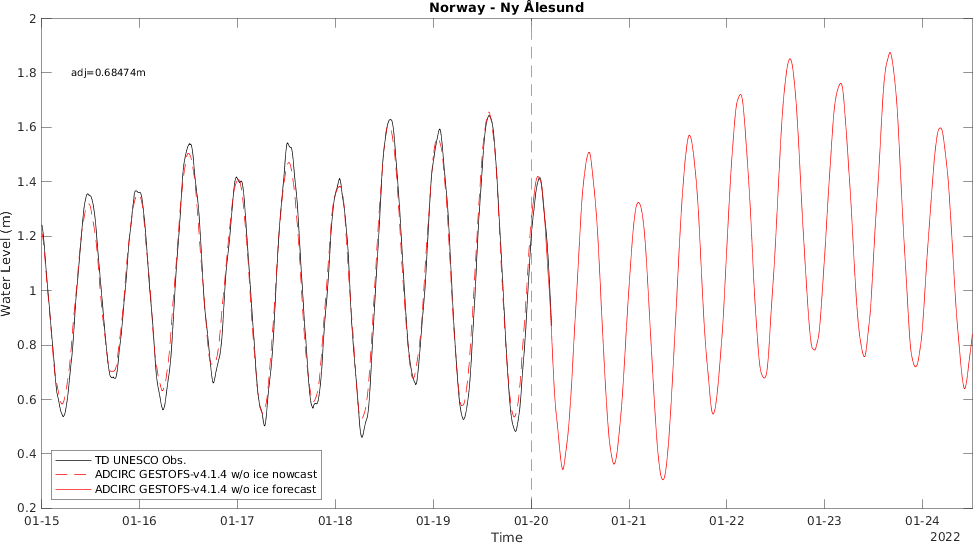 Norway - Ny Ålesund
adj=0.68474m
Water Level (m)
2
1.8
1.6
1.4
1.2
1
0.8
0.6
0.4
0.2
TD UNESCO Obs.
ADCIRC GESTOFS-v4.1.4 w/o ice nowcast
ADCIRC GESTOFS-v4.1.4 w/o ice forecast
01-15 01-16 01-17 01-18 01-19 01-20 01-21 01-22 01-23 01-24
Time
2022